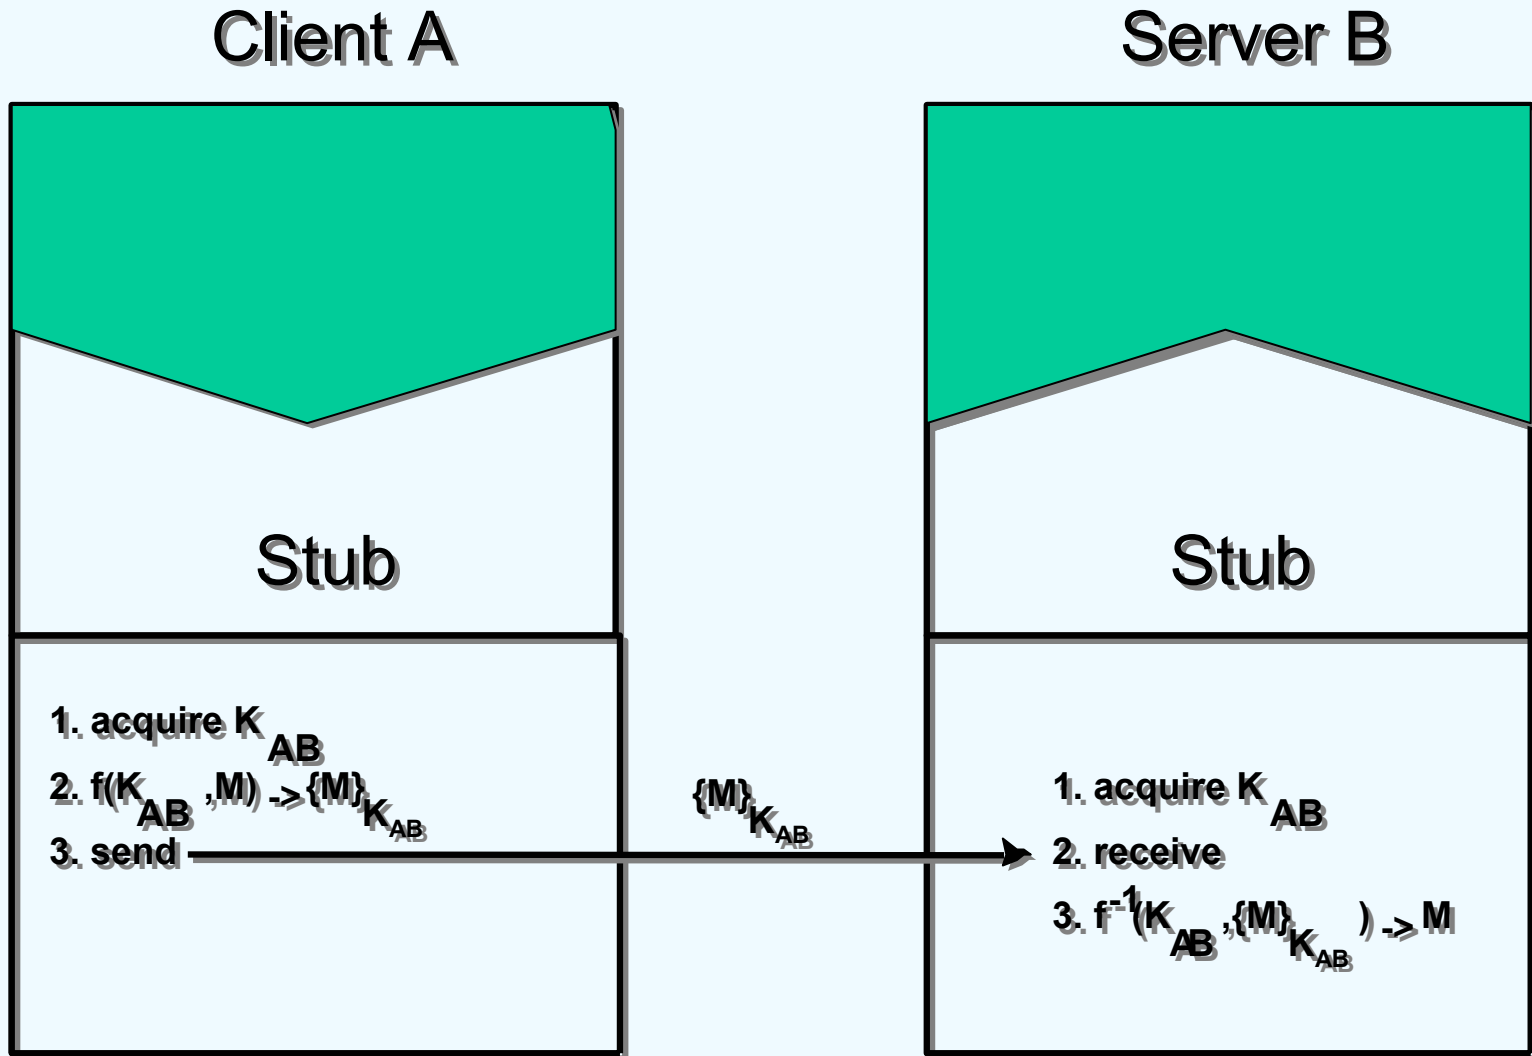 Client A
Server B
Stub
Stub
1. acquire K AB
2. f(K AB ,M) -> {M} K AB
3. send
{M} K AB
1. acquire K AB
2. receive
3. f -1 (K AB ,{M} K AB ) -> M